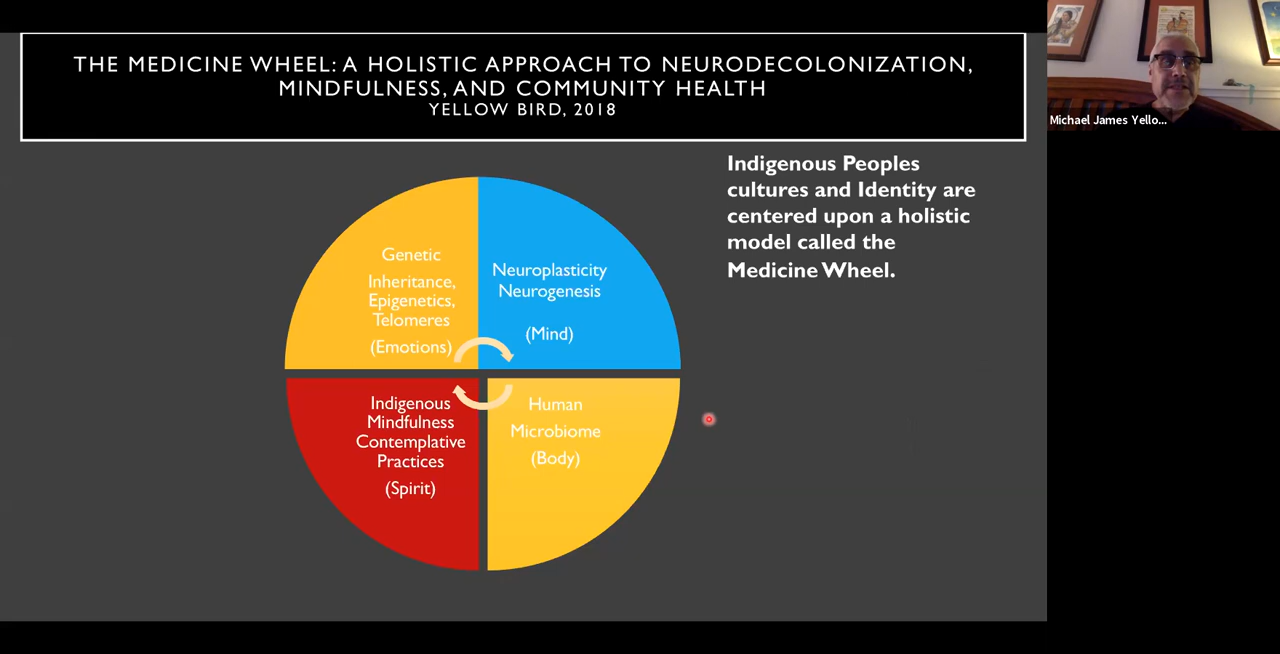 THE MEDICINE WHEEL: A HOLISTIC APPROACH TO NEURODECOLONIZATION,
MINDFULNESS, AND COMMUNITY HEALTH
YELLOW BIRD, 2018
Michael James Yello...
Indigenous Peoples
cultures and Identity are
centered upon a holistic
model called the
Medicine Wheel.
Genetic
Inheritance,
Epigenetics,
Telomeres
(Emotions)
Neuroplasticity
Neurogenesis
(Mind)
Indigenous
Mindfulness
Contemplative
Practices
(Spirit)
Human
Microbiome
(Body)